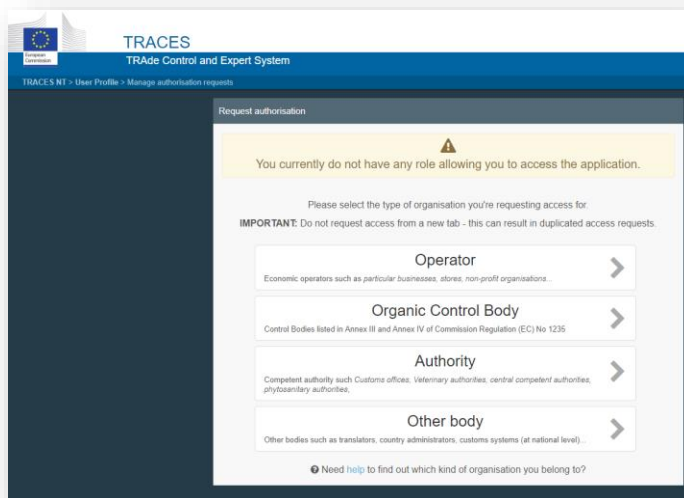 TRACES
European
Commission
TRAde Control and Expert System
TRACES NT > User Profile > Manage authorisation requests
Request authorisation
You currently do not have any role allowing you to access the application.
Please select the type of organisation you're requesting access for
IMPORTANT: Do not request access from a new tab - this can result in duplicated access requests.
Operator
Economic operators such as particular businesses, stores, non-profit organisations...
Organic Control Body
Control Bodies listed in Annex III and Annex IV of Commission Regulation (EC) No 1235
Authority
Competent authority such Customs offices, Veterinary authorities, central competent authorities,
phytosanitary authorities,
Other body
Other bodies such as translators, country administrators, customs systems (at national level)...
Need help to find out which kind of organisation you belong to?